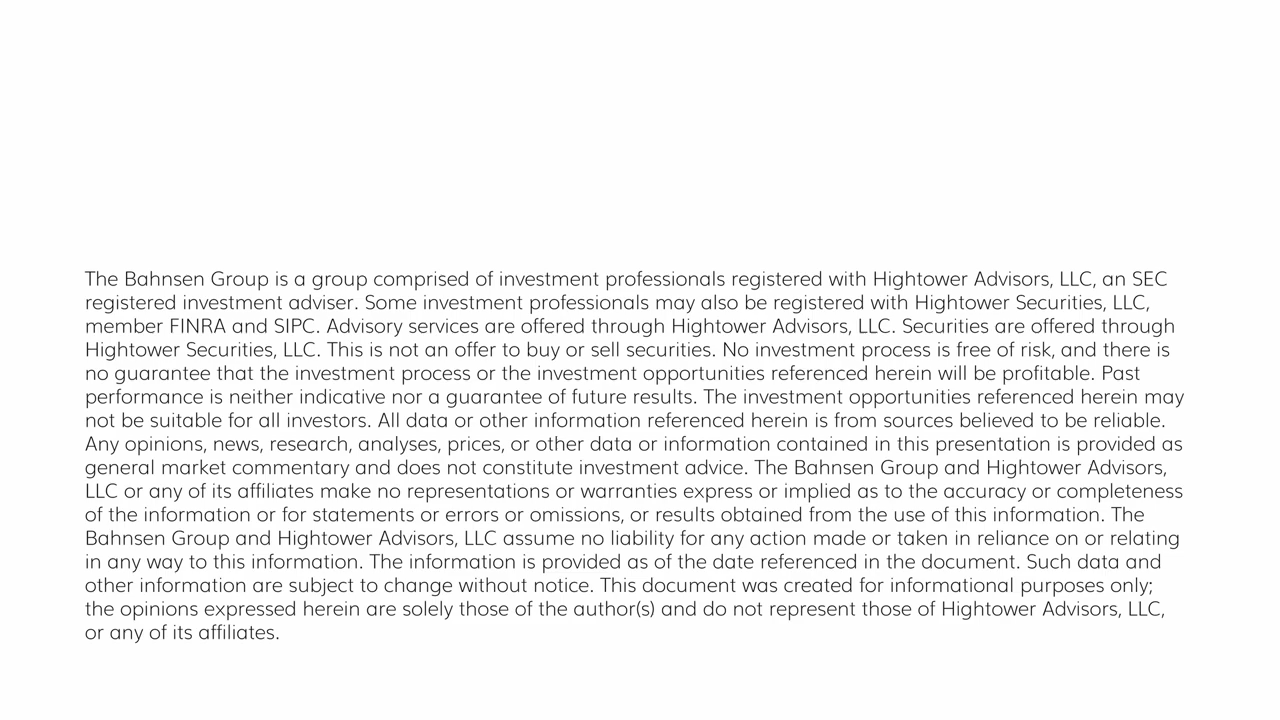 The Bahnsen Group is a group comprised of investment professionals registered with Hightower Advisors, LLC, an SEC
registered investment adviser. Some investment professionals may also be registered with Hightower Securities, LLC,
member FINRA and SIPC. Advisory services are offered through Hightower Advisors, LLC. Securities are offered through
Hightower Securities, LLC. This is not an offer to buy or sell securities. No investment process is free of risk, and there is
no guarantee that the investment process or the investment opportunities referenced herein will be profitable. Past
performance is neither indicative nor a guarantee of future results. The investment opportunities referenced herein may
not be suitable for all investors. All data or other information referenced herein is from sources believed to be reliable.
Any opinions, news, research, analyses, prices, or other data or information contained in this presentation is provided as
general market commentary and does not constitute investment advice. The Bahnsen Group and Hightower Advisors,
LLC or any of its affiliates make no representations or warranties express or implied as to the accuracy or completeness
of the information or for statements or errors or omissions, or results obtained from the use of this information. The
Bahnsen Group and Hightower Advisors, LLC assume no liability for any action made or taken in reliance on or relating
in any way to this information. The information is provided as of the date referenced in the document. Such data and
other information are subject to change without notice. This document was created for informational purposes only;
the opinions expressed herein are solely those of the author(s) and do not represent those of Hightower Advisors, LLC,
or any of its affiliates.